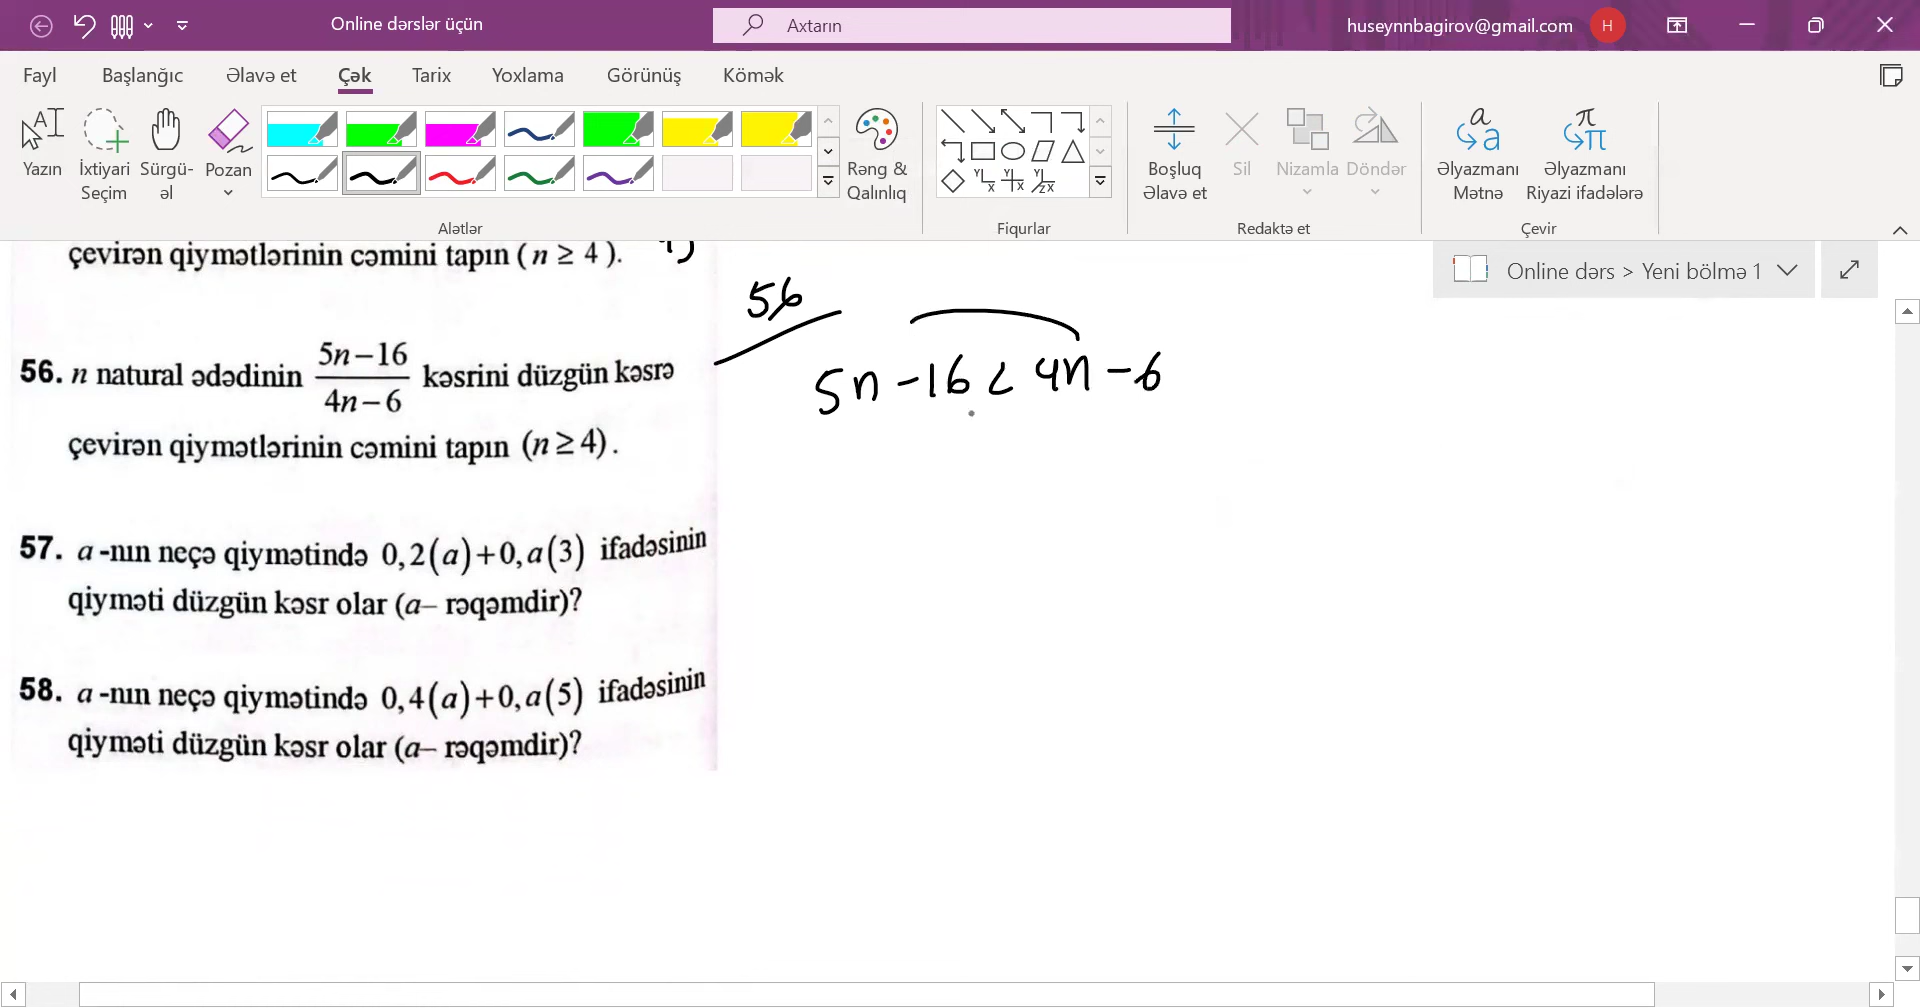 Online dərslər üçün
Axtarın
huseynnbagirov@gmail.com
H
Fayl Başlanğıc Əlavə et Çək Tarix Yoxlama Görünüş Kömək
Yazın
İxtiyari Seçim
Sürgü-əl
Pozan
Rəng & Qalınlıq
Boşluq Əlavə et
Sil
Nizamla
Döndər
Əlyazmanı Mətnə
Əlyazmanı Riyazi ifadələrə
Alətlər
Fiqurlar
Redaktə et
Çevir
Online dərs > Yeni bölmə 1
çevirən qiymətlərinin cəmini tapın ( n ≥ 4 ).
56
5n - 16 < 4n - 6
56. n natural ədədinin (5n−16)/(4n−6) kəsrini düzgün kəsrə
çevirən qiymətlərinin cəmini tapın (n ≥ 4).
57. a -nın neçə qiymətində 0,2(a)+0,a(3) ifadəsinin
qiyməti düzgün kəsr olar (a– rəqəmdir)?
58. a -nın neçə qiymətində 0,4(a)+0,a(5) ifadəsinin
qiyməti düzgün kəsr olar (a– rəqəmdir)?